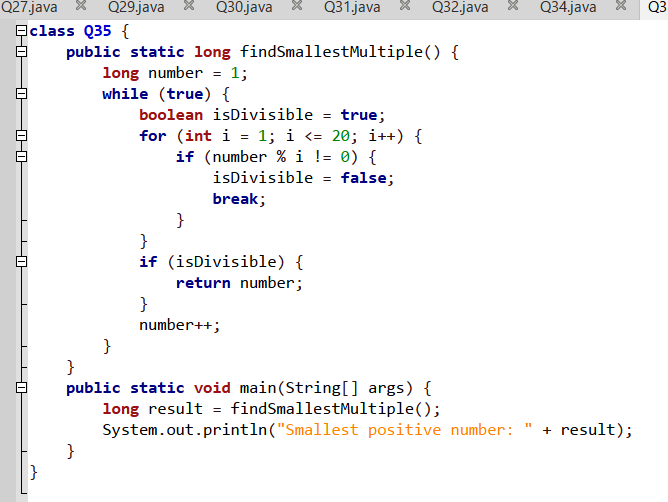 Q27.java Q29.java Q30.java Q31.java Q32.java Q34.java Q3
class Q35 {
    public static long findSmallestMultiple() {
        long number = 1;
        while (true) {
            boolean isDivisible = true;
            for (int i = 1; i <= 20; i++) {
                if (number % i != 0) {
                    isDivisible = false;
                    break;
                }
            }
            if (isDivisible) {
                return number;
            }
            number++;
        }
    }
    public static void main(String[] args) {
        long result = findSmallestMultiple();
        System.out.println("Smallest positive number: " + result);
    }
}